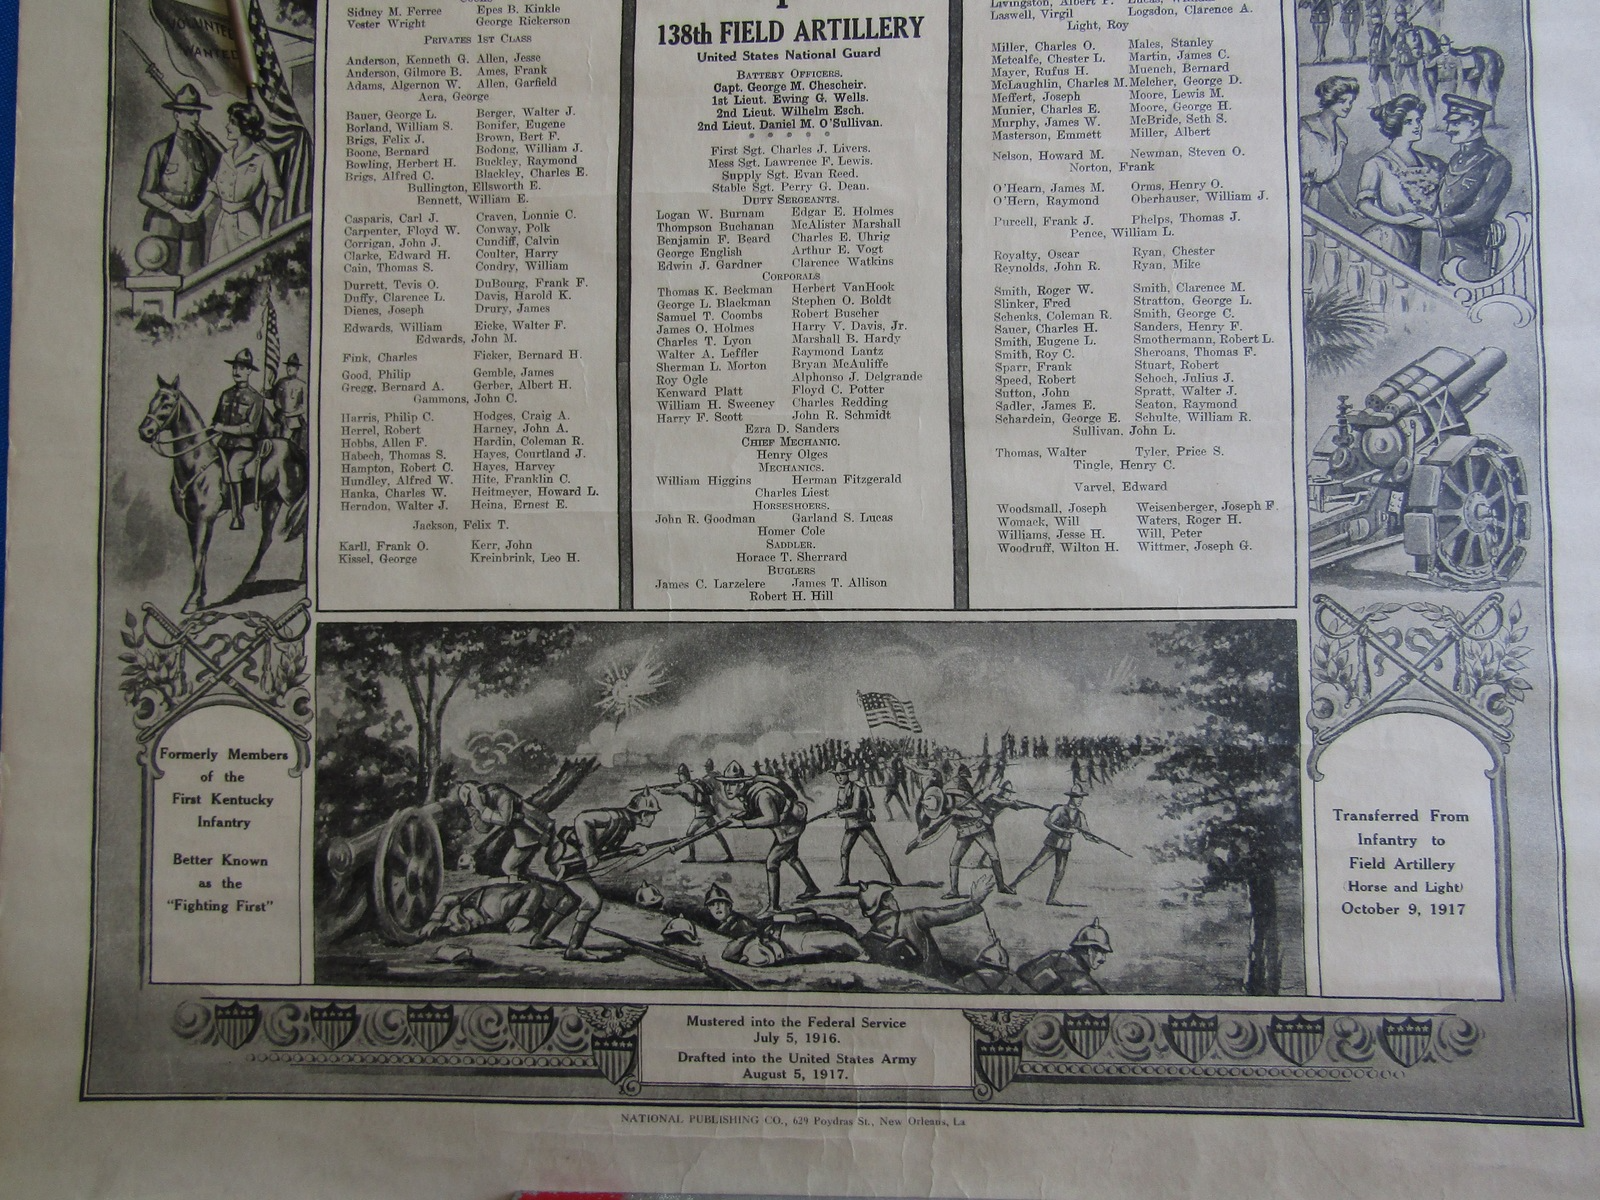 VOLUNTEERS
WANTED
Sidney M. Ferree Epes B. Kinkle
Vester Wright George Rickerson
PRIVATES 1ST CLASS
Anderson, Kenneth G. Allen, Jesse
Anderson, Gilmore B. Ames, Frank
Adams, Algernon W. Allen, Garfield
Acra, George
Bauer, George L. Berger, Walter J.
Borland, William S. Bonifer, Eugene
Brigs, Felix J. Brown, Bert F.
Boone, Bernard Bodong, William J.
Bowling, Herbert H. Buckley, Raymond
Brigs, Alfred C. Blackley, Charles E.
Bullington, Ellsworth E.
Bennett, William E.
Casparis, Carl J. Craven, Lonnie C.
Carpenter, Floyd W. Conway, Polk
Corrigan, John J. Cundiff, Calvin
Clarke, Edward H. Coulter, Harry
Cain, Thomas S. Condry, William
Durrett, Tevis O. DuBourg, Frank F.
Duffy, Clarence L. Davis, Harold K.
Dienes, Joseph Drury, James
Edwards, William Eicke, Walter F.
Edwards, John M.
Fink, Charles Ficker, Bernard H.
Good, Philip Gemble, James
Gregg, Bernard A. Gerber, Albert H.
Gammons, John C.
Harris, Philip C. Hodges, Craig A.
Herrel, Robert Harney, John A.
Hobbs, Allen F. Hardin, Coleman R.
Habech, Thomas S. Hayes, Courtland J.
Hampton, Robert C. Hayes, Harvey
Hundley, Alfred W. Hite, Franklin C.
Hanka, Charles W. Heitmeyer, Howard L.
Herndon, Walter J. Heina, Ernest E.
Jackson, Felix T.
Karll, Frank O. Kerr, John
Kissel, George Kreinbrink, Leo H.
138th FIELD ARTILLERY
United States National Guard
BATTERY OFFICERS.
Capt. George M. Chescheir.
1st Lieut. Ewing G. Wells.
2nd Lieut. Wilhelm Esch.
2nd Lieut. Daniel M. O'Sullivan.
* * * * *
First Sgt. Charles J. Livers.
Mess Sgt. Lawrence F. Lewis.
Supply Sgt. Evan Reed.
Stable Sgt. Perry G. Dean.
DUTY SERGEANTS.
Logan W. Burnam Edgar E. Holmes
Thompson Buchanan McAlister Marshall
Benjamin F. Beard Charles E. Uhrig
George English Arthur E. Vogt
Edwin J. Gardner Clarence Watkins
CORPORALS
Thomas K. Beckman Herbert VanHook
George L. Blackman Stephen O. Boldt
Samuel T. Coombs Robert Buscher
James O. Holmes Harry V. Davis, Jr.
Charles T. Lyon Marshall B. Hardy
Walter A. Leffler Raymond Lantz
Sherman L. Morton Bryan McAuliffe
Roy Ogle Alphonso J. Delgrande
Kenward Platt Floyd C. Potter
William H. Sweeney Charles Redding
Harry F. Scott John R. Schmidt
Ezra D. Sanders
CHIEF MECHANIC.
Henry Olges
MECHANICS.
William Higgins Herman Fitzgerald
Charles Liest
HORSESHOERS.
John R. Goodman Garland S. Lucas
Homer Cole
SADDLER.
Horace T. Sherrard
BUGLERS
James C. Larzelere James T. Allison
Robert H. Hill
Livingston, Albert F. Lucas,
Laswell, Virgil Logsdon, Clarence A.
Light, Roy
Miller, Charles O. Males, Stanley
Metcalfe, Chester L. Martin, James C.
Mayer, Rufus H. Muench, Bernard
McLaughlin, Charles M. Melcher, George D.
Meffert, Joseph Moore, Lewis M.
Munier, Charles E. Moore, George H.
Murphy, James W. McBride, Seth S.
Masterson, Emmett Miller, Albert
Nelson, Howard M. Newman, Steven O.
Norton, Frank
O'Hearn, James M. Orms, Henry O.
O'Hern, Raymond Oberhauser, William J.
Purcell, Frank J. Phelps, Thomas J.
Pence, William L.
Royalty, Oscar Ryan, Chester
Reynolds, John R. Ryan, Mike
Smith, Roger W. Smith, Clarence M.
Slinker, Fred Stratton, George L.
Schenks, Coleman R. Smith, George C.
Sauer, Charles H. Sanders, Henry F.
Smith, Eugene L. Smothermann, Robert L.
Smith, Roy C. Sheroans, Thomas F.
Sparr, Frank Stuart, Robert
Speed, Robert Schoch, Julius J.
Sutton, John Spratt, Walter J.
Sadler, James E. Seaton, Raymond
Schardein, George E. Schulte, William R.
Sullivan. John L.
Thomas, Walter Tyler, Price S.
Tingle, Henry C.
Varvel, Edward
Woodsmall, Joseph Weisenberger, Joseph F.
Womack, Will Waters, Roger H.
Williams, Jesse H. Will, Peter
Woodruff, Wilton H. Wittmer, Joseph G.
Formerly Members
of the
First Kentucky
Infantry
Better Known
as the
"Fighting First"
Transferred From
Infantry to
Field Artillery
(Horse and Light)
October 9, 1917
Mustered into the Federal Service
July 5, 1916.
Drafted into the United States Army
August 5, 1917.
NATIONAL PUBLISHING CO., 629 Poydras St., New Orleans, La